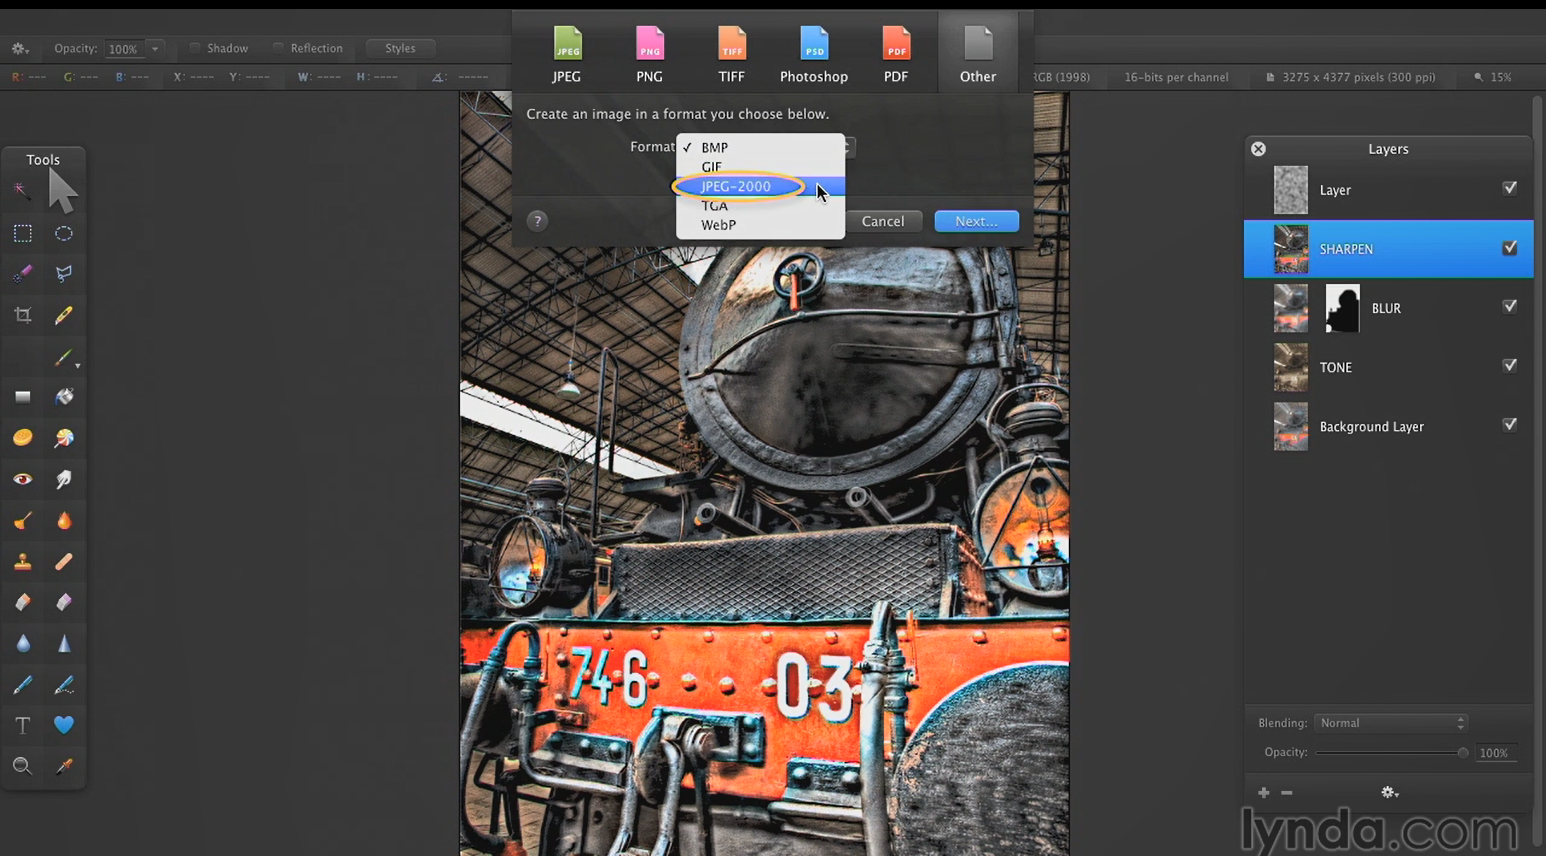 JPEG PNG TIFF PSD PDF
JPEG PNG TIFF Photoshop PDF Other
Opacity: 100% Shadow Reflection Styles
R: --- G: --- B: --- X: ---- Y: ---- W: ---- H: ---- -----
RGB (1998) 16-bits per channel 3275 x 4377 pixels (300 ppi) 15%
Create an image in a format you choose below.
Format
✓ BMP
GIF
JPEG-2000
TGA
WebP
? Cancel Next...
Tools
T
Layers
Layer
SHARPEN
BLUR
TONE
Background Layer
746 03
Blending: Normal
Opacity: 100%
lynda.com